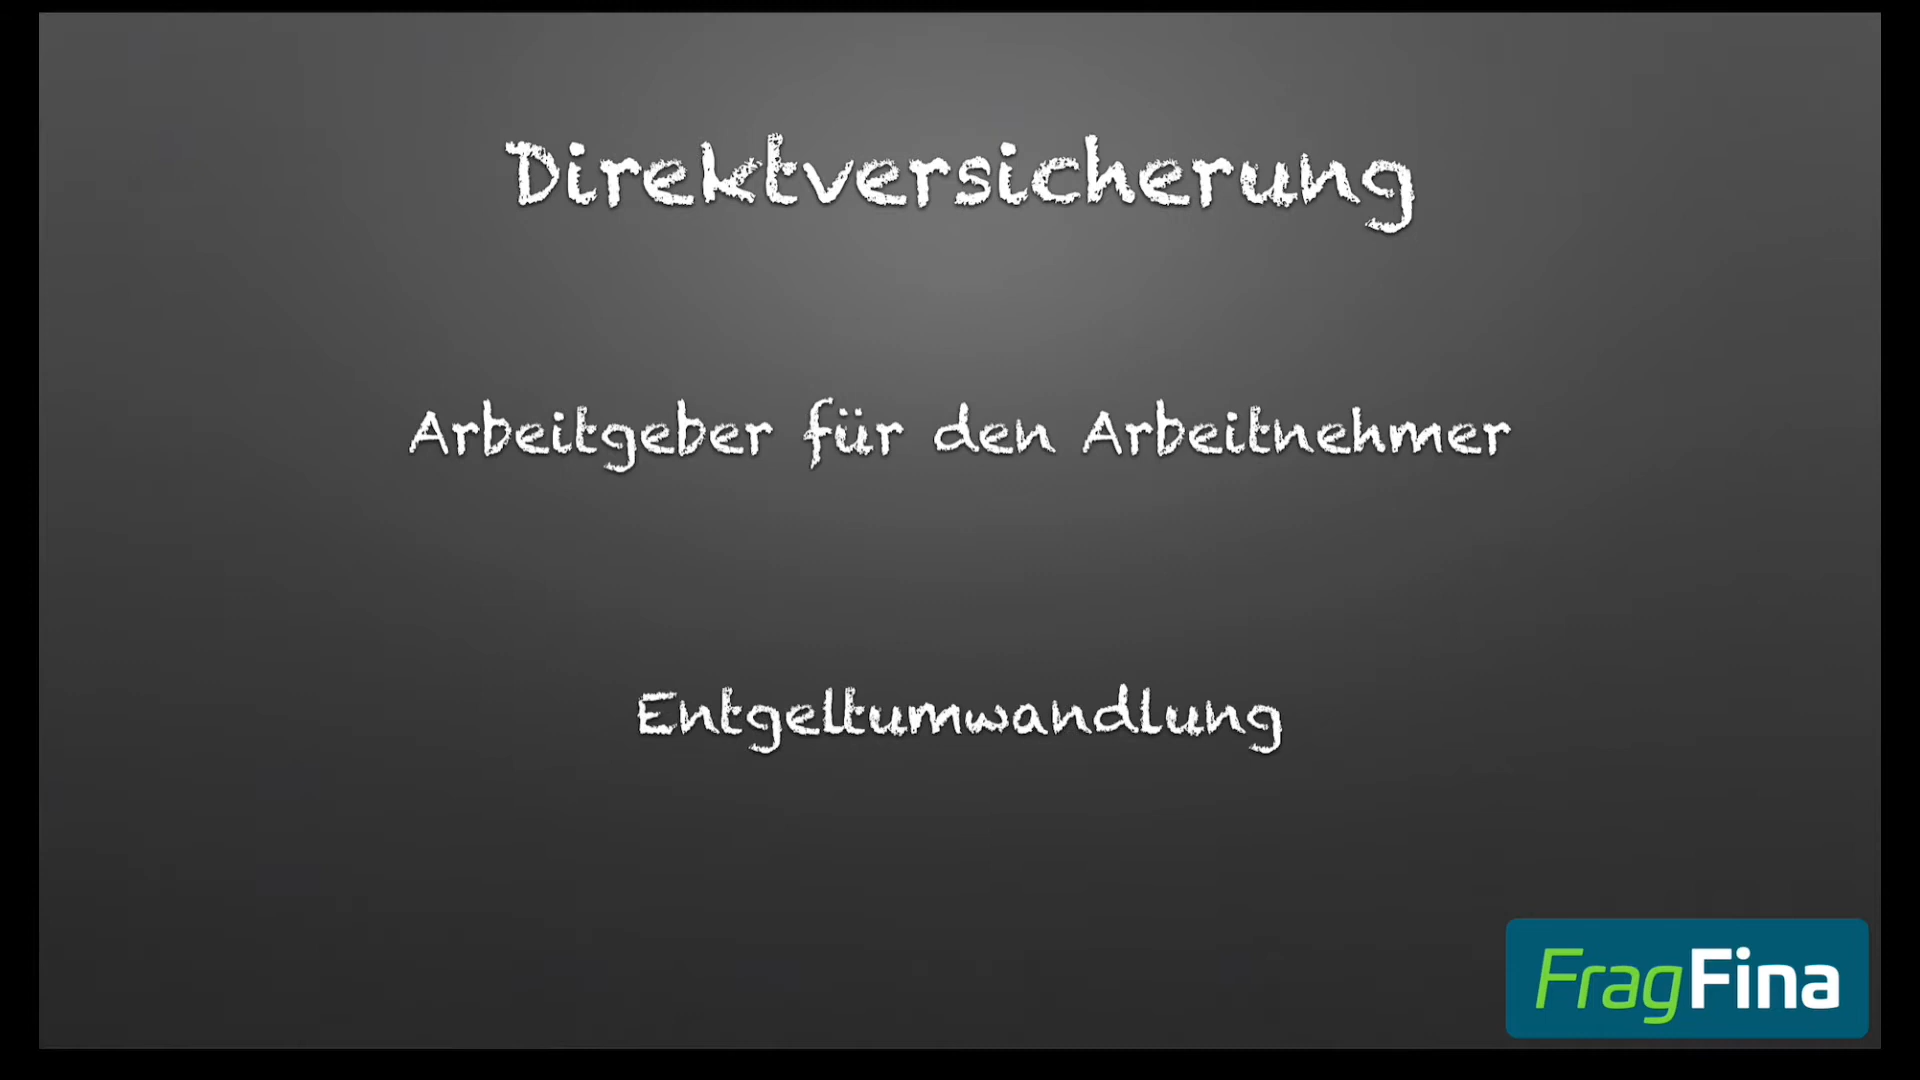 Direktversicherung
Arbeitgeber für den Arbeitnehmer
Entgeltumwandlung
FragFina